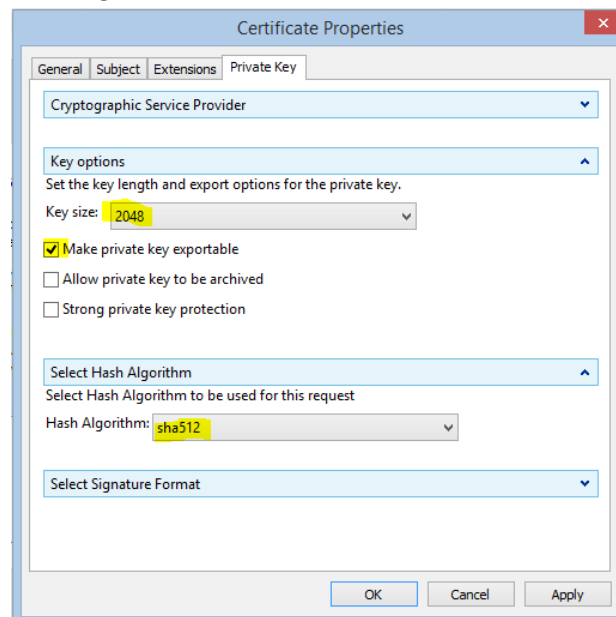 Certificate Properties
General Subject Extensions Private Key
Cryptographic Service Provider
Key options
Set the key length and export options for the private key.
Key size: 2048
Make private key exportable
Allow private key to be archived
Strong private key protection
Select Hash Algorithm
Select Hash Algorithm to be used for this request
Hash Algorithm: sha512
Select Signature Format
OK Cancel Apply